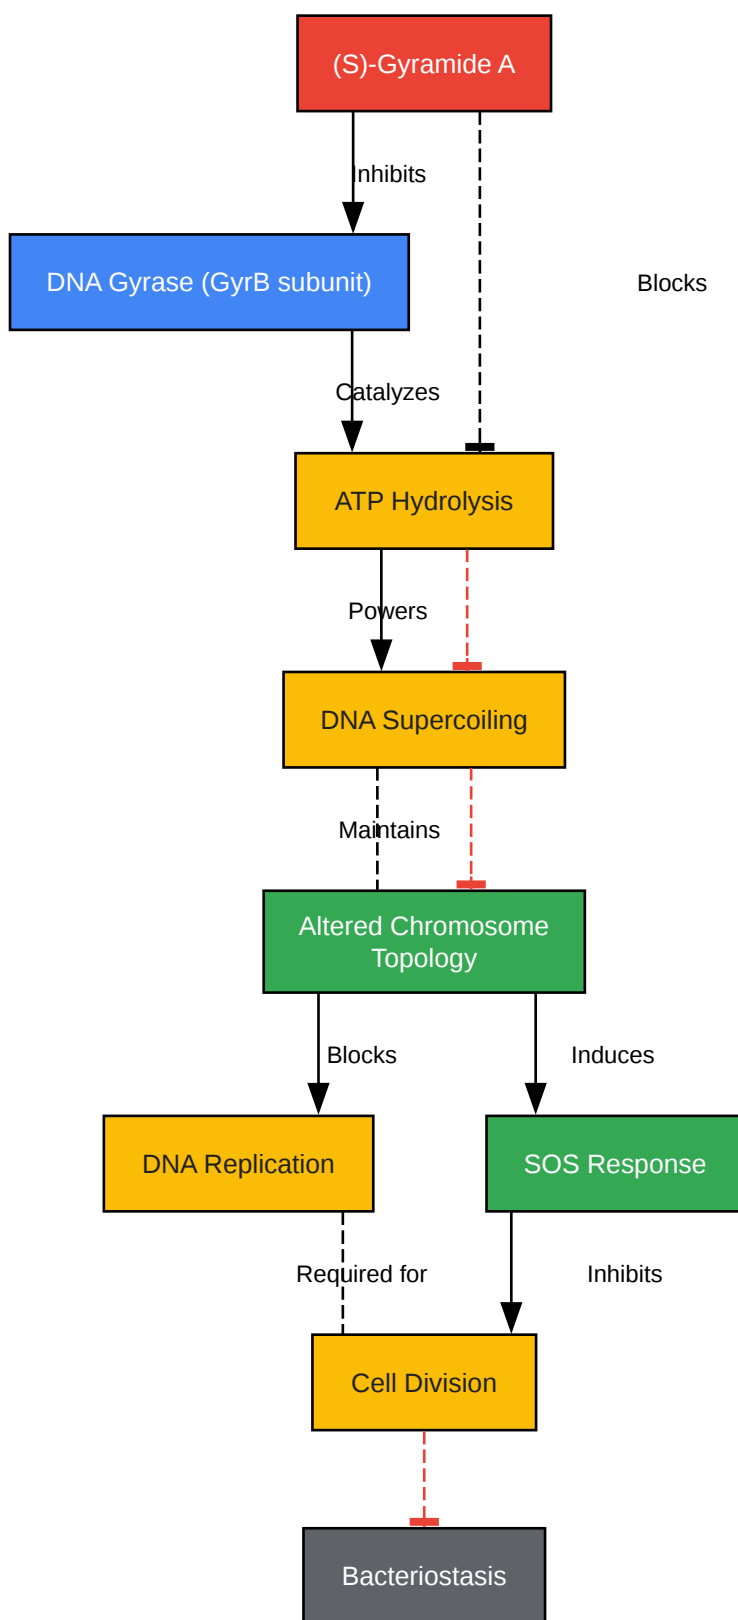 (S)-Gyramide A
Inhibits
DNA Gyrase (GyrB subunit)
Blocks
Catalyzes
ATP Hydrolysis
Powers
DNA Supercoiling
Maintains
Altered Chromosome
Topology
Blocks
Induces
DNA Replication
SOS Response
Required for
Inhibits
Cell Division
Bacteriostasis